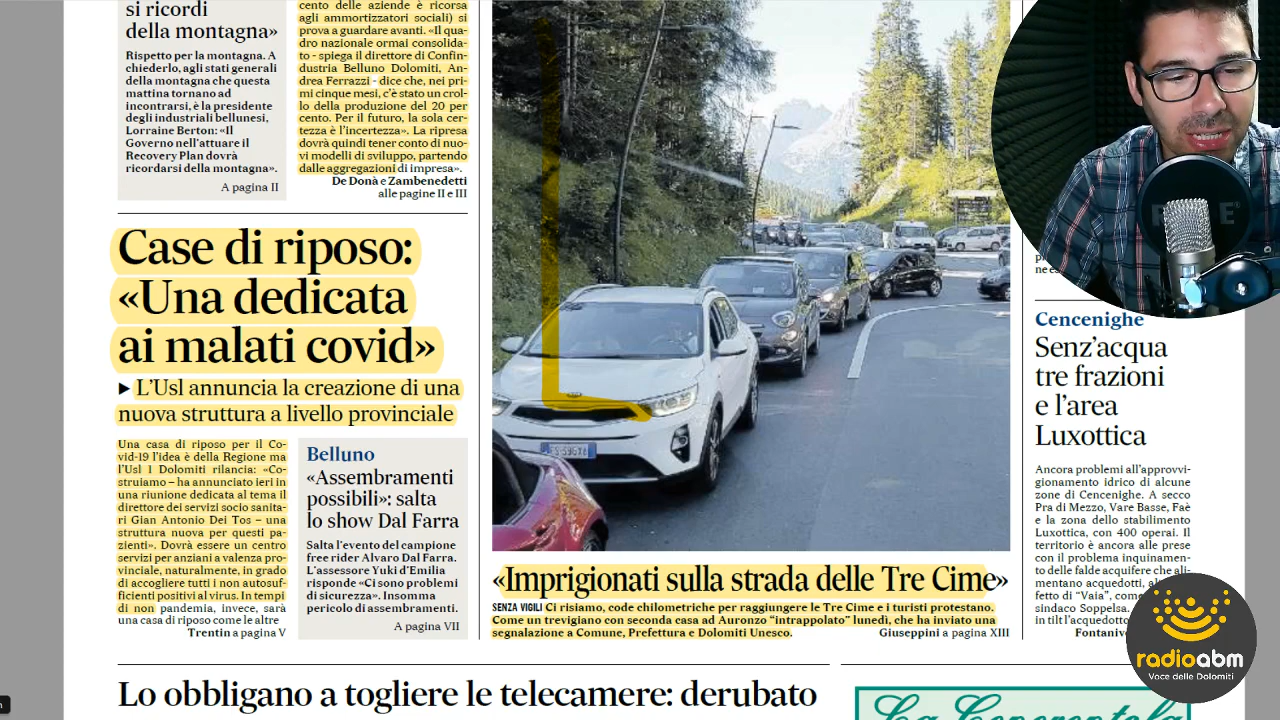 si ricordi
della montagna»
Rispetto per la montagna. A
chiederlo, agli stati generali
della montagna che questa
mattina tornano ad
incontrarsi, è la presidente
degli industriali bellunesi,
Lorraine Berton: «Il
Governo nell'attuare il
Recovery Plan dovrà
ricordarsi della montagna».
A pagina II
cento delle aziende è ricorsa
agli ammortizzatori sociali) si
prova a guardare avanti. «Il qua-
dro nazionale ormai consolida-
to - spiega il direttore di Confin-
dustria Belluno Dolomiti, An-
drea Ferrazzi - dice che, nei pri-
mi cinque mesi, c'è stato un crol-
lo della produzione del 20 per
cento. Per il futuro, la sola cer-
tezza è l'incertezza». La ripresa
dovrà quindi tener conto di nuo-
vi modelli di sviluppo, partendo
dalle aggregazioni di impresa».
De Donà e Zambenedetti
alle pagine II e III
Case di riposo:
«Una dedicata
ai malati covid»
►L'Usl annuncia la creazione di una
nuova struttura a livello provinciale
Una casa di riposo per il Co-
vid-19 l'idea è della Regione ma
l'Usl 1 Dolomiti rilancia: «Co-
struiamo – ha annunciato ieri in
una riunione dedicata al tema il
direttore dei servizi socio sanita-
ri Gian Antonio Dei Tos – una
struttura nuova per questi pa-
zienti». Dovrà essere un centro
servizi per anziani a valenza pro-
vinciale, naturalmente, in grado
di accogliere tutti i non autosuf-
ficienti positivi al virus. In tempi
di non pandemia, invece, sarà
una casa di riposo come le altre
Trentin a pagina V
Belluno
«Assembramenti
possibili»: salta
lo show Dal Farra
Salta l'evento del campione
free rider Alvaro Dal Farra.
L'assessore Yuki d'Emilia
risponde «Ci sono problemi
di sicurezza». Insomma
pericolo di assembramenti.
A pagina VII
«Imprigionati sulla strada delle Tre Cime»
SENZA VIGILI Ci risiamo, code chilometriche per raggiungere le Tre Cime e i turisti protestano.
Come un trevigiano con seconda casa ad Auronzo "intrappolato" lunedì, che ha inviato una
segnalazione a Comune, Prefettura e Dolomiti Unesco.
Giuseppini a pagina XIII
Cencenighe
Senz'acqua
tre frazioni
e l'area
Luxottica
Ancora problemi all'approvvi-
gionamento idrico di alcune
zone di Cencenighe. A secco
Pra di Mezzo, Vare Basse, Faè
e la zona dello stabilimento
Luxottica, con 400 operai. Il
territorio è ancora alle prese
con il problema inquinamen-
to delle falde acquifere che ali-
mentano acquedotti,
fetto di "Vaia",
sindaco Soppelsa.
in tilt l'acquedotto
radioabm
Voce delle Dolomiti
Lo obbligano a togliere le telecamere: derubato